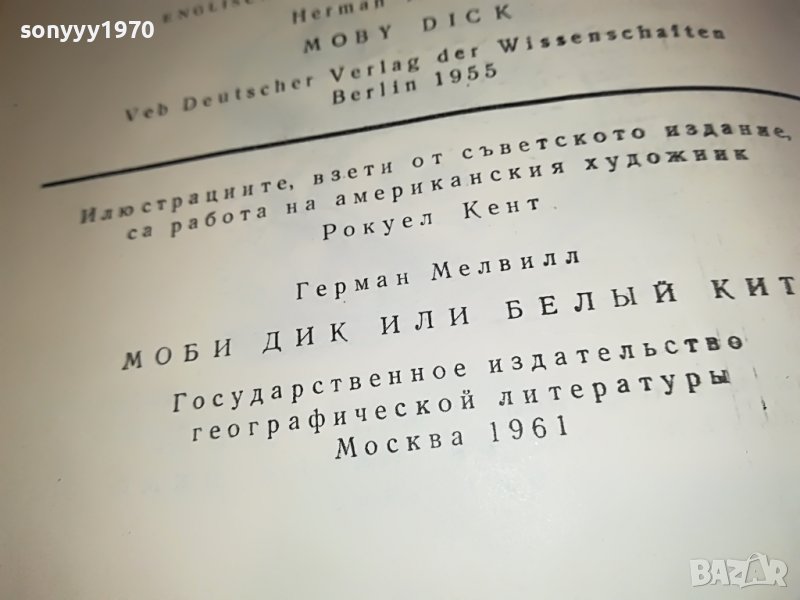 sonyyy1970
Herman
MOBY DICK
Veb Deutscher Verlag der Wissenschaften
Berlin 1955
Илюстрациите, взети от съветското издание,
са работа на американския художник
Рокуел Кент
Герман Мелвилл
МОБИ ДИК ИЛИ БЕЛЫЙ КИТ
Государственное издательство
географической литературы
Москва 1961
BAZAR